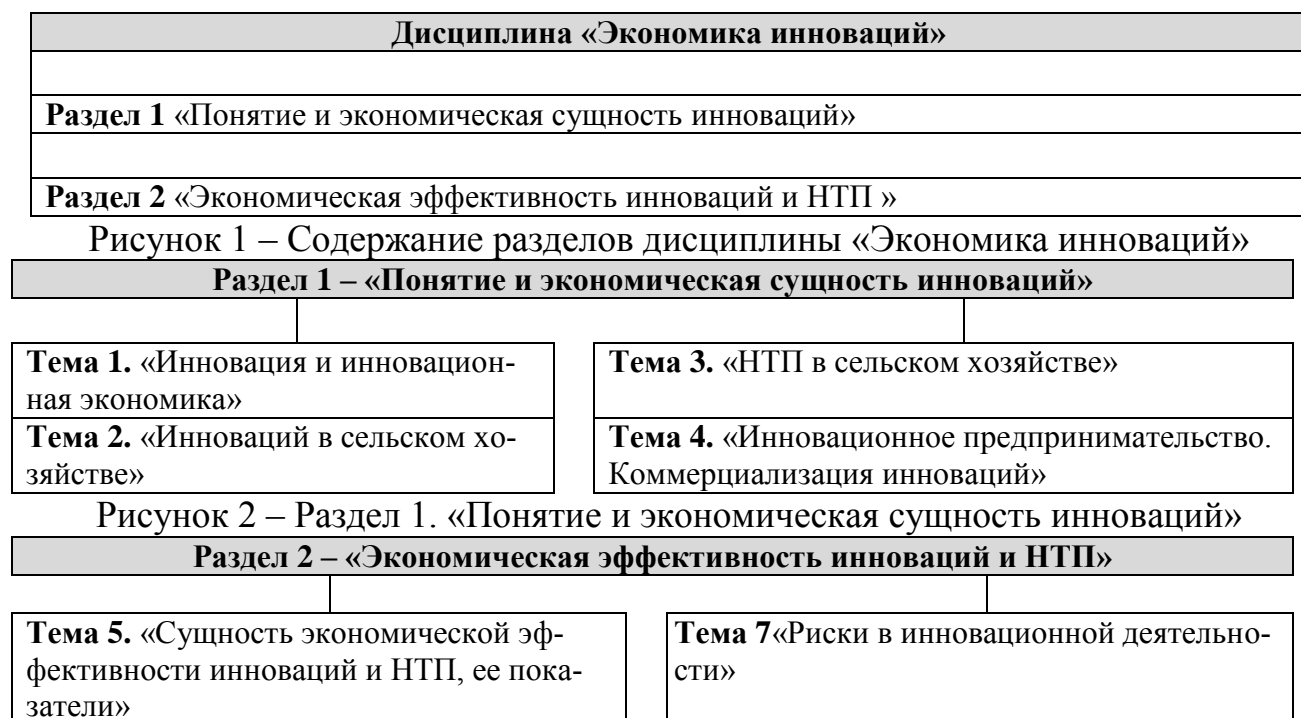 Дисциплина «Экономика инноваций»
Раздел 1 «Понятие и экономическая сущность инноваций»
Раздел 2 «Экономическая эффективность инноваций и НТП »
Рисунок 1 – Содержание разделов дисциплины «Экономика инноваций»
Раздел 1 – «Понятие и экономическая сущность инноваций»
Тема 1. «Инновация и инновацион-
ная экономика»
Тема 2. «Инноваций в сельском хо-
зяйстве»
Тема 3. «НТП в сельском хозяйстве»
Тема 4. «Инновационное предпринимательство.
Коммерциализация инноваций»
Рисунок 2 – Раздел 1. «Понятие и экономическая сущность инноваций»
Раздел 2 – «Экономическая эффективность инноваций и НТП»
Тема 5. «Сущность экономической эф-
фективности инноваций и НТП, ее пока-
затели»
Тема 7«Риски в инновационной деятельно-
сти»